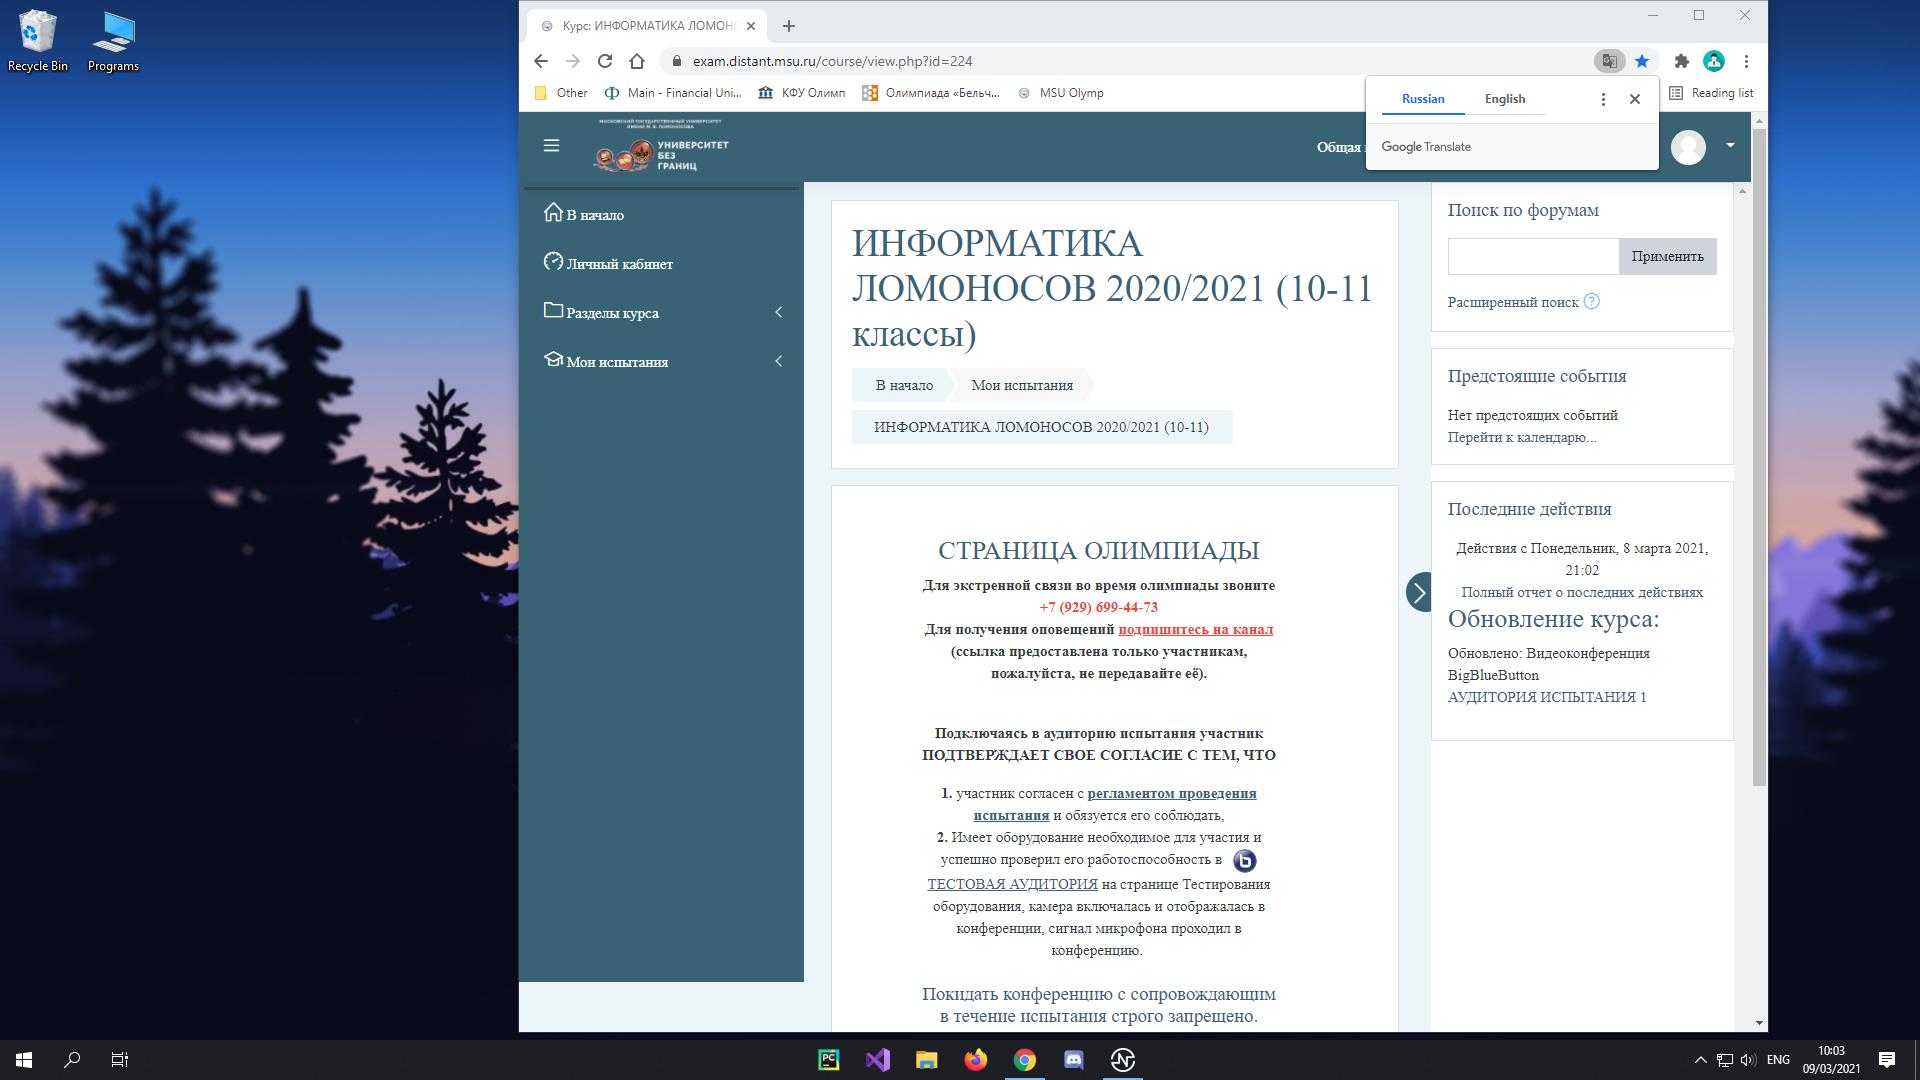 Recycle Bin
Programs
Курс: ИНФОРМАТИКА ЛОМОНО
exam.distant.msu.ru/course/view.php?id=224
Other
Main - Financial Uni...
КФУ Олимп
Олимпиада «Бельч...
MSU Olymp
Reading list
Russian
English
Google Translate
МОСКОВСКИЙ ГОСУДАРСТВЕННЫЙ УНИВЕРСИТЕТ
ИМЕНИ М. В. ЛОМОНОСОВА
УНИВЕРСИТЕТ
БЕЗ
ГРАНИЦ
Общая
В начало
Личный кабинет
Разделы курса
Мои испытания
ИНФОРМАТИКА
ЛОМОНОСОВ 2020/2021 (10-11
классы)
В начало
Мои испытания
ИНФОРМАТИКА ЛОМОНОСОВ 2020/2021 (10-11)
СТРАНИЦА ОЛИМПИАДЫ
Для экстренной связи во время олимпиады звоните
+7 (929) 699-44-73
Для получения оповещений подпишитесь на канал
(ссылка предоставлена только участникам,
пожалуйста, не передавайте её).
Подключаясь в аудиторию испытания участник
ПОДТВЕРЖДАЕТ СВОЕ СОГЛАСИЕ С ТЕМ, ЧТО
1. участник согласен с регламентом проведения
испытания и обязуется его соблюдать,
2. Имеет оборудование необходимое для участия и
успешно проверил его работоспособность в b
ТЕСТОВАЯ АУДИТОРИЯ на странице Тестирования
оборудования, камера включалась и отображалась в
конференции, сигнал микрофона проходил в
конференцию.
Покидать конференцию с сопровождающим
в течение испытания строго запрещено.
Поиск по форумам
Применить
Расширенный поиск ?
Предстоящие события
Нет предстоящих событий
Перейти к календарю...
Последние действия
Действия с Понедельник, 8 марта 2021,
21:02
Полный отчет о последних действиях
Обновление курса:
Обновлено: Видеоконференция
BigBlueButton
АУДИТОРИЯ ИСПЫТАНИЯ 1
PC
ENG
10:03
09/03/2021